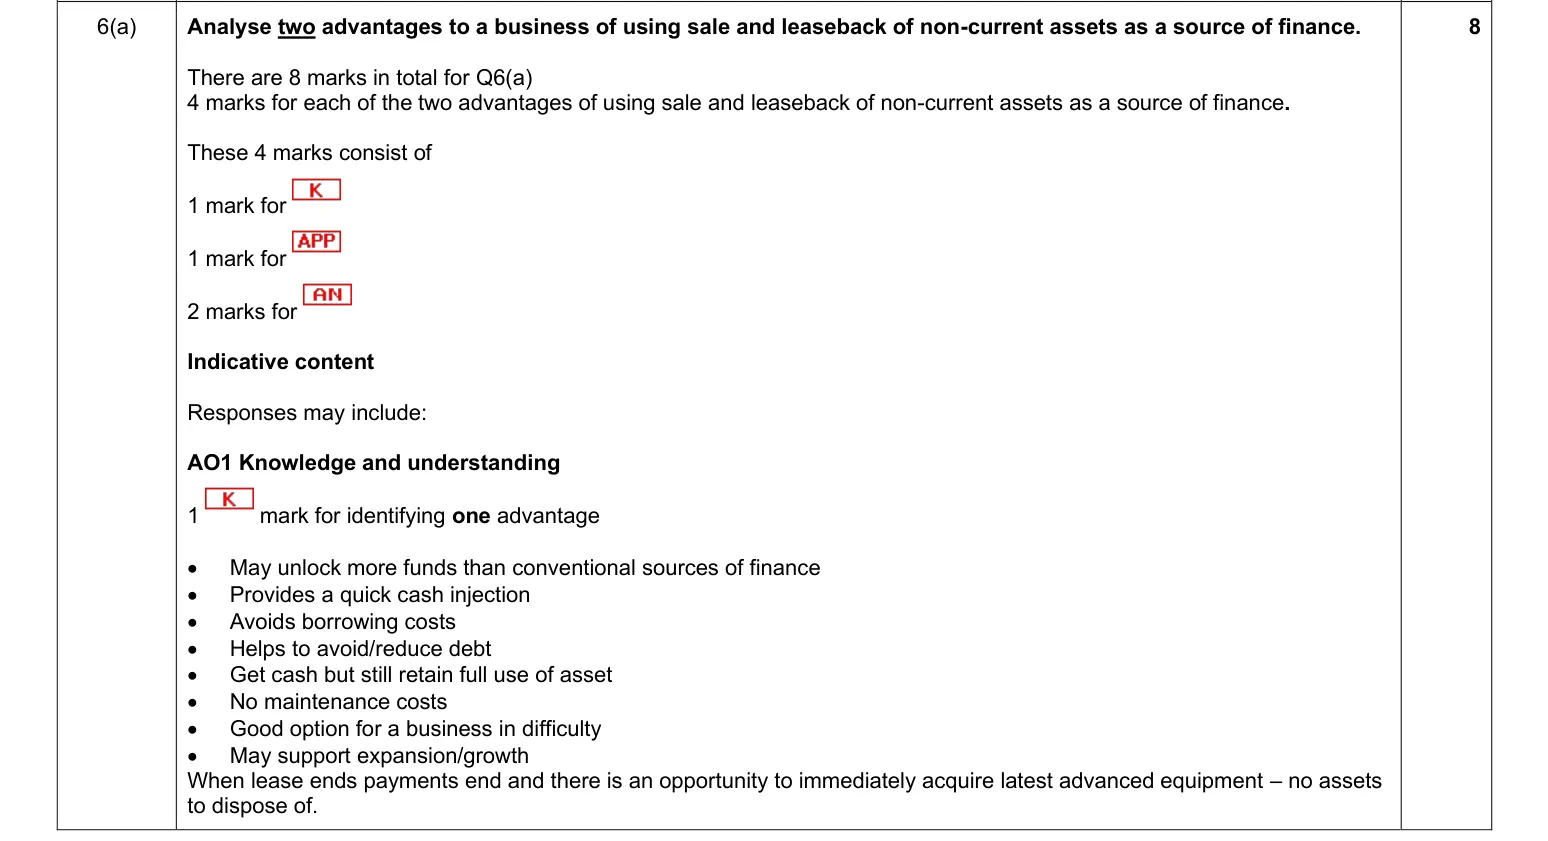 6(a) Analyse two advantages to a business of using sale and leaseback of non-current assets as a source of finance. 8
There are 8 marks in total for Q6(a)
4 marks for each of the two advantages of using sale and leaseback of non-current assets as a source of finance.
These 4 marks consist of
1 mark for K
1 mark for APP
2 marks for AN
Indicative content
Responses may include:
AO1 Knowledge and understanding
1 K mark for identifying one advantage
• May unlock more funds than conventional sources of finance
• Provides a quick cash injection
• Avoids borrowing costs
• Helps to avoid/reduce debt
• Get cash but still retain full use of asset
• No maintenance costs
• Good option for a business in difficulty
• May support expansion/growth
When lease ends payments end and there is an opportunity to immediately acquire latest advanced equipment – no assets
to dispose of.